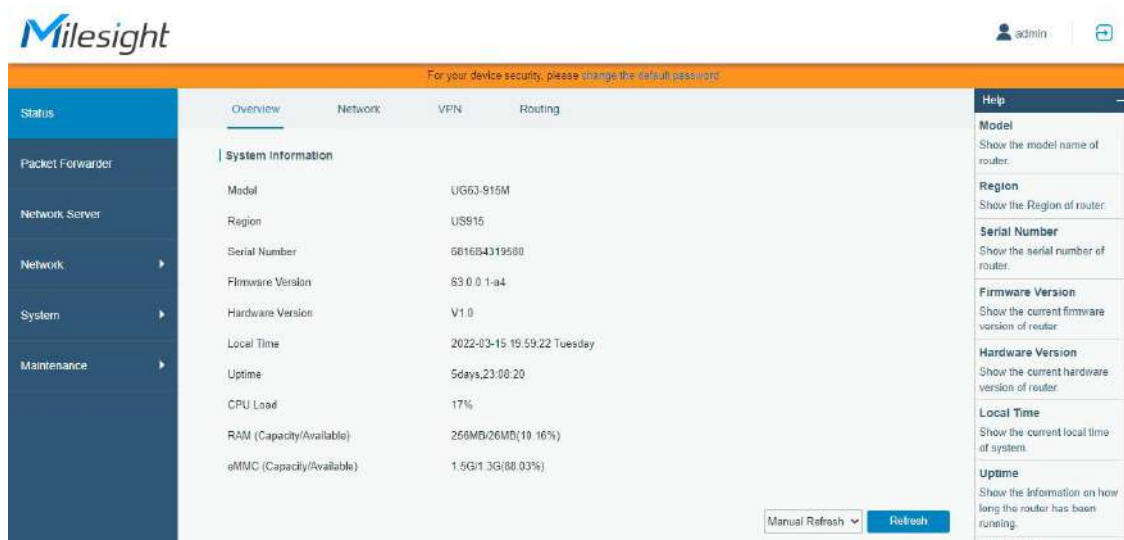 Milesight
admin
For your device security, please change the default password
Status
Packet Forwarder
Network Server
Network
System
Maintenance
Overview Network VPN Routing
System Information
Model UG63-915M
Region US915
Serial Number 6816B4319580
Firmware Version 63.0.0.1-a4
Hardware Version V1.0
Local Time 2022-03-15 19:59:22 Tuesday
Uptime 5days,23:08:20
CPU Load 17%
RAM (Capacity/Available) 256MB/26MB(10.16%)
eMMC (Capacity/Available) 1.5G/1.3G(88.03%)
Manual Refresh Refresh
Help
Model
Show the model name of
router.
Region
Show the Region of router.
Serial Number
Show the serial number of
router.
Firmware Version
Show the current firmware
version of router.
Hardware Version
Show the current hardware
version of router.
Local Time
Show the current local time
of system.
Uptime
Show the information on how
long the router has been
running.